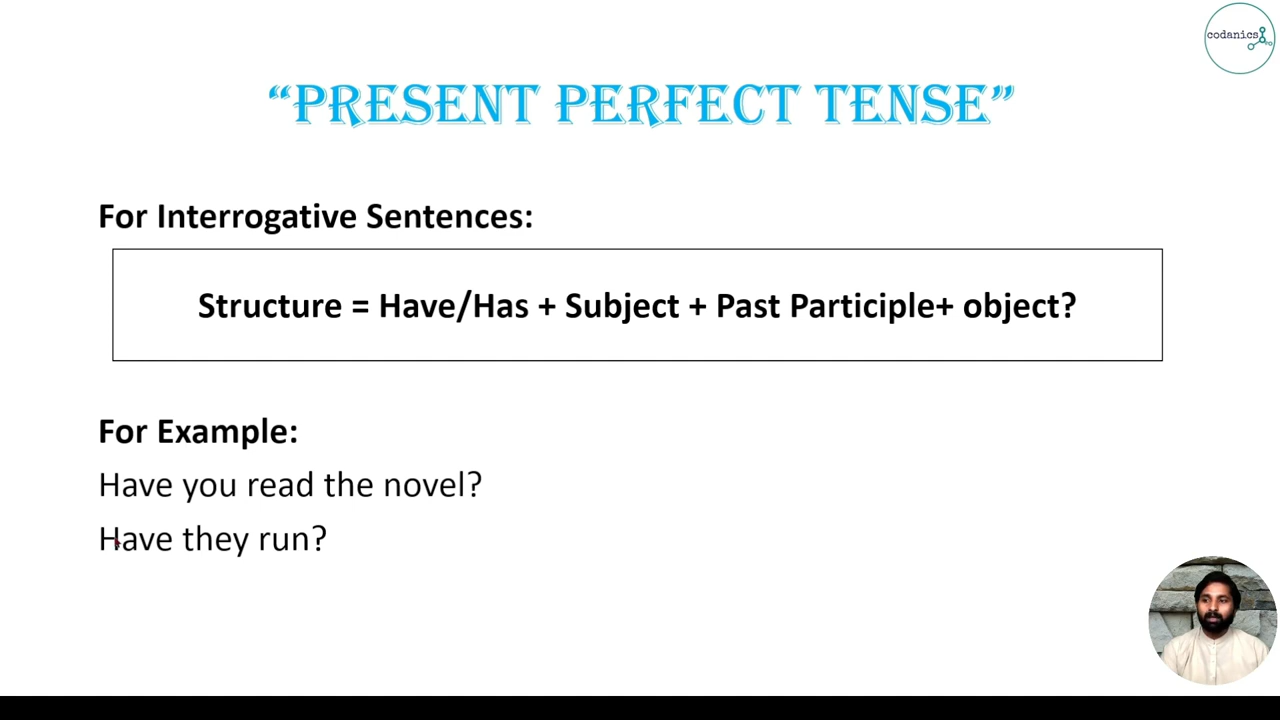 codanics
“PRESENT PERFECT TENSE”
For Interrogative Sentences:
Structure = Have/Has + Subject + Past Participle+ object?
For Example:
Have you read the novel?
Have they run?